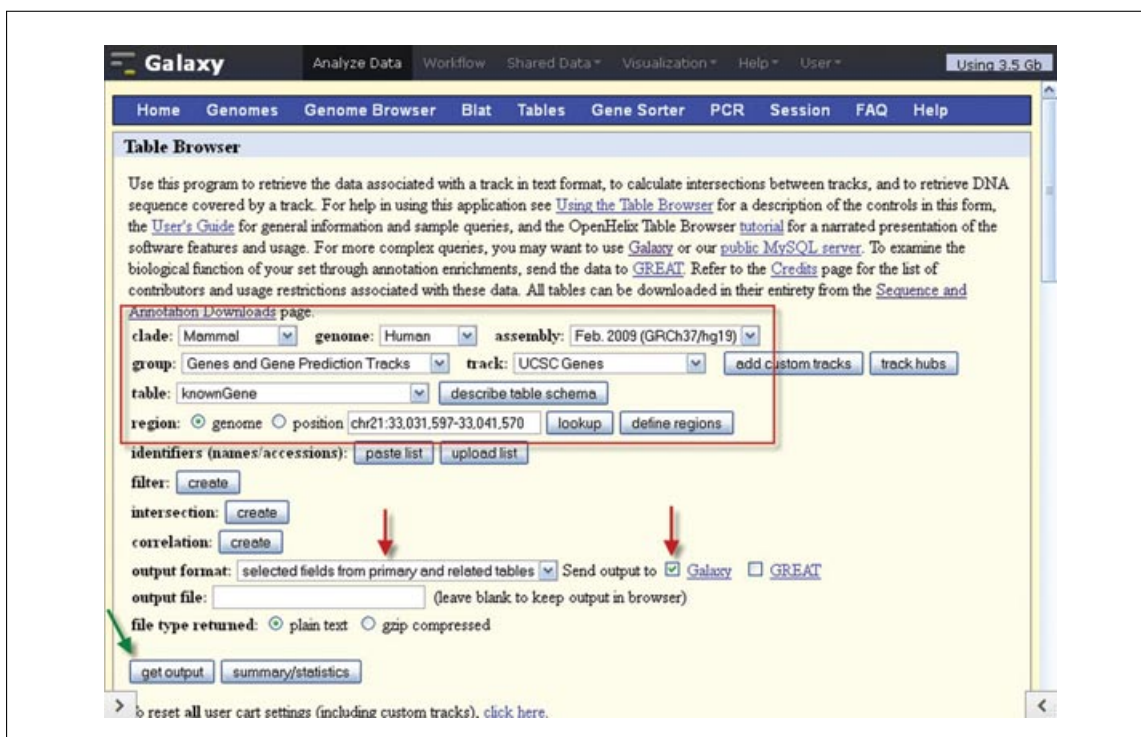 Galaxy Analyze Data Workflow Shared Data Visualization Help User Using 3.5 Gb
Home Genomes Genome Browser Blat Tables Gene Sorter PCR Session FAQ Help
Table Browser
Use this program to retrieve the data associated with a track in text format, to calculate intersections between tracks, and to retrieve DNA
sequence covered by a track. For help in using this application see Using the Table Browser for a description of the controls in this form,
the User's Guide for general information and sample queries, and the OpenHelix Table Browser tutorial for a narrated presentation of the
software features and usage. For more complex queries, you may want to use Galaxy or our public MySQL server. To examine the
biological function of your set through annotation enrichments, send the data to GREAT. Refer to the Credits page for the list of
contributors and usage restrictions associated with these data. All tables can be downloaded in their entirety from the Sequence and
Annotation Downloads page.
clade: Mammal genome: Human assembly: Feb. 2009 (GRCh37/hg19)
group: Genes and Gene Prediction Tracks track: UCSC Genes add custom tracks track hubs
table: knownGene describe table schema
region: genome position chr21:33,031,597-33,041,570 lookup define regions
identifiers (names/accessions): paste list upload list
filter: create
intersection: create
correlation: create
output format: selected fields from primary and related tables Send output to Galaxy GREAT
output file: (leave blank to keep output in browser)
file type returned: plain text gzip compressed
get output summary/statistics
> o reset all user cart settings (including custom tracks), click here. <